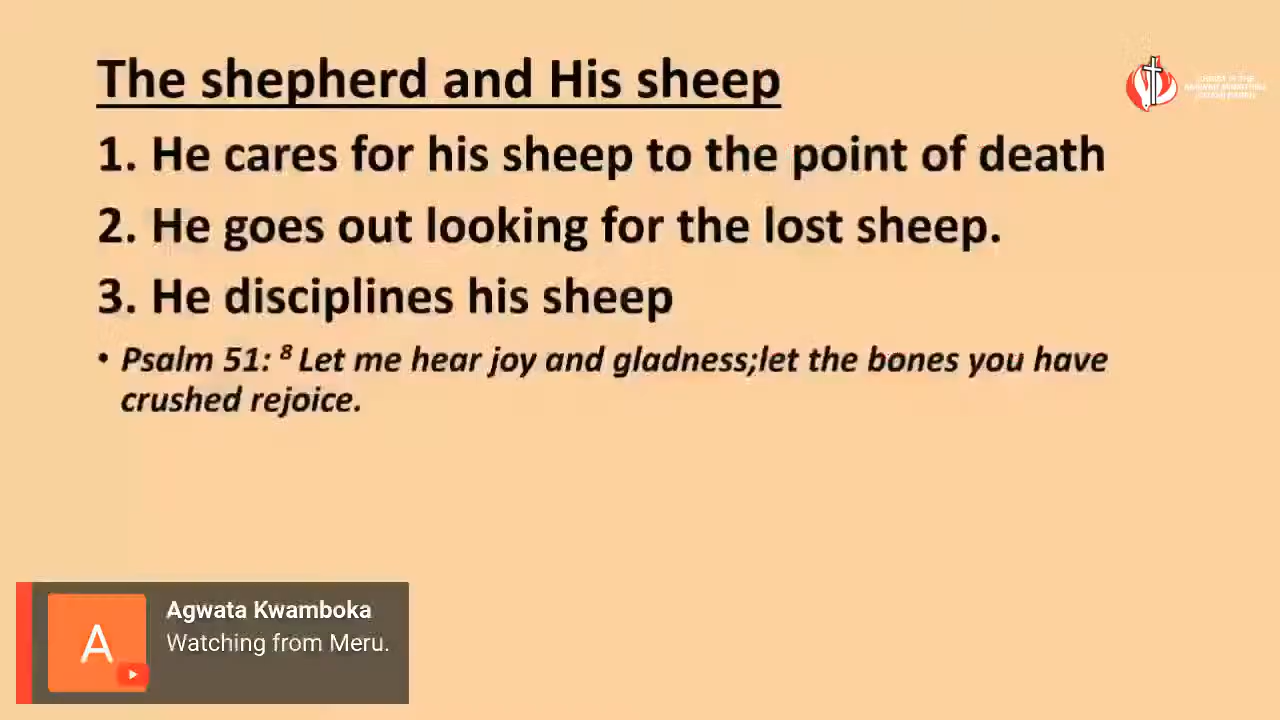 The shepherd and His sheep
1. He cares for his sheep to the point of death
2. He goes out looking for the lost sheep.
3. He disciplines his sheep
• Psalm 51: ⁸ Let me hear joy and gladness;let the bones you have
crushed rejoice.
A
Agwata Kwamboka
Watching from Meru.